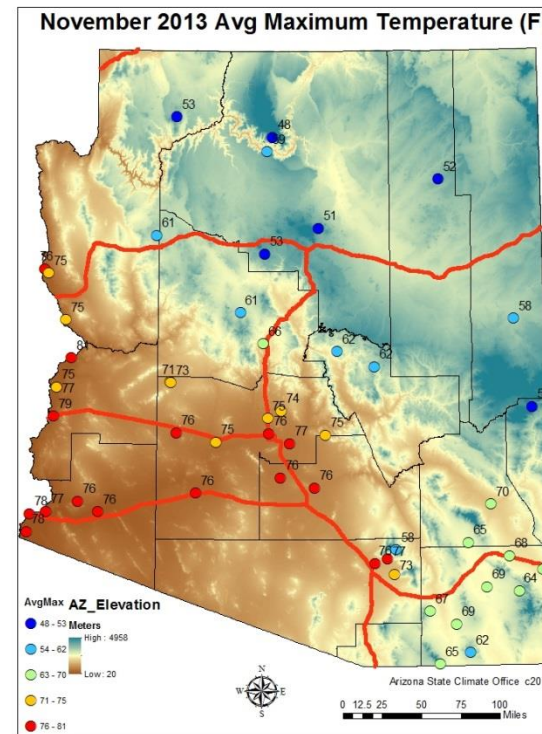 November 2013 Avg Maximum Temperature (F
53
48
52
51
61
53
75
61
58
75
66
62
62
71 73
75
77
79
74
75
76
76
75
77
75
76
76
76
76
77
78
78
70
65
58
68
76 77
73
69
64
67
69
62
65
AvgMax
48 - 53
54 - 62
63 - 70
71 - 75
76 - 81
AZ_Elevation
Meters
High : 4958
Low : 20
N
W E
S
Arizona State Climate Office c20
0 12.5 25 50 75 100
Miles